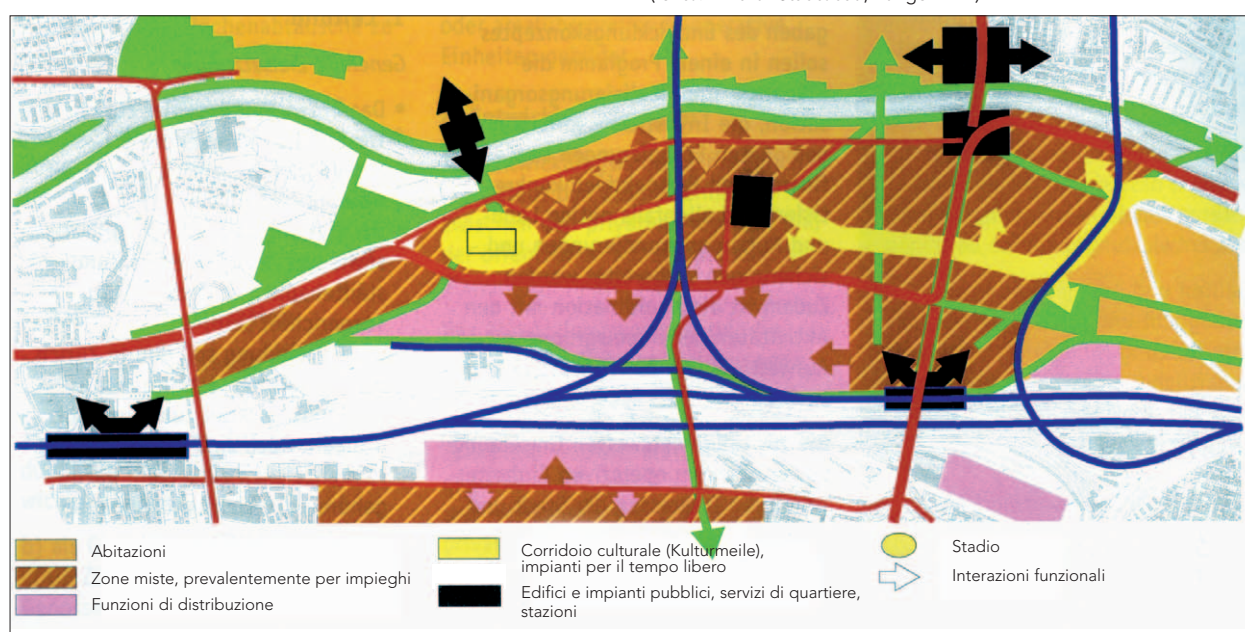 Abitazioni
Zone miste, prevalentemente per impieghi
Funzioni di distribuzione
Corridoio culturale (Kulturmeile),
impianti per il tempo libero
Edifici e impianti pubblici, servizi di quartiere,
stazioni
Stadio
Interazioni funzionali